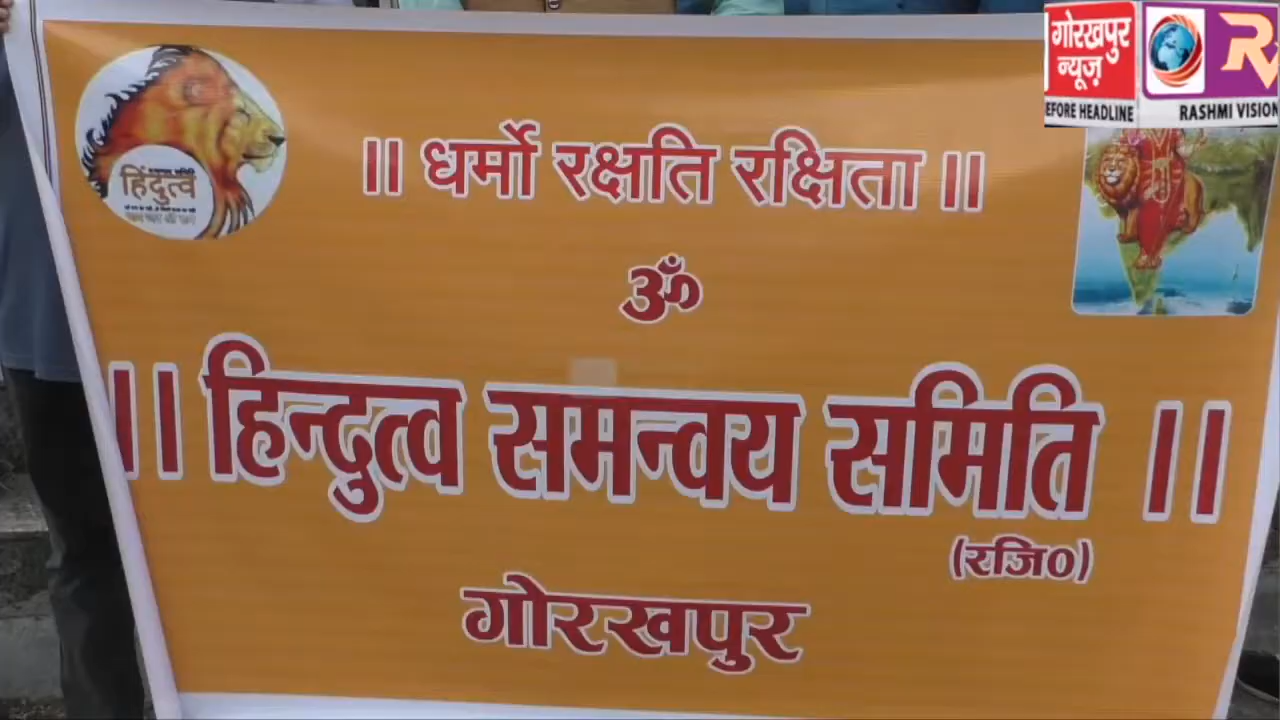 गोरखपुर
न्यूज़
EFORE HEADLINE
RASHMI VISION
हिंदुत्व
|| धर्मो रक्षति रक्षिता ||
ॐ
|| हिन्दुत्व समन्वय समिति ||
(रजि०)
गोरखपुर